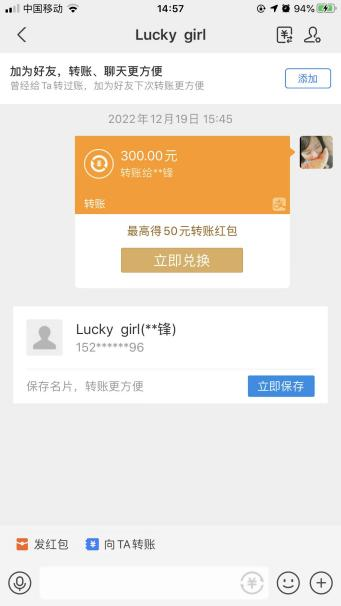 中国移动
14:57
94%
Lucky girl
加为好友，转账、聊天更方便
曾经给Ta转过账，加为好友下次转账更方便
添加
2022年12月19日 15:45
300.00元
转账给**锋
转账
最高得50元转账红包
立即兑换
Lucky girl(**锋)
152******96
保存名片，转账更方便
立即保存
发红包
向TA转账